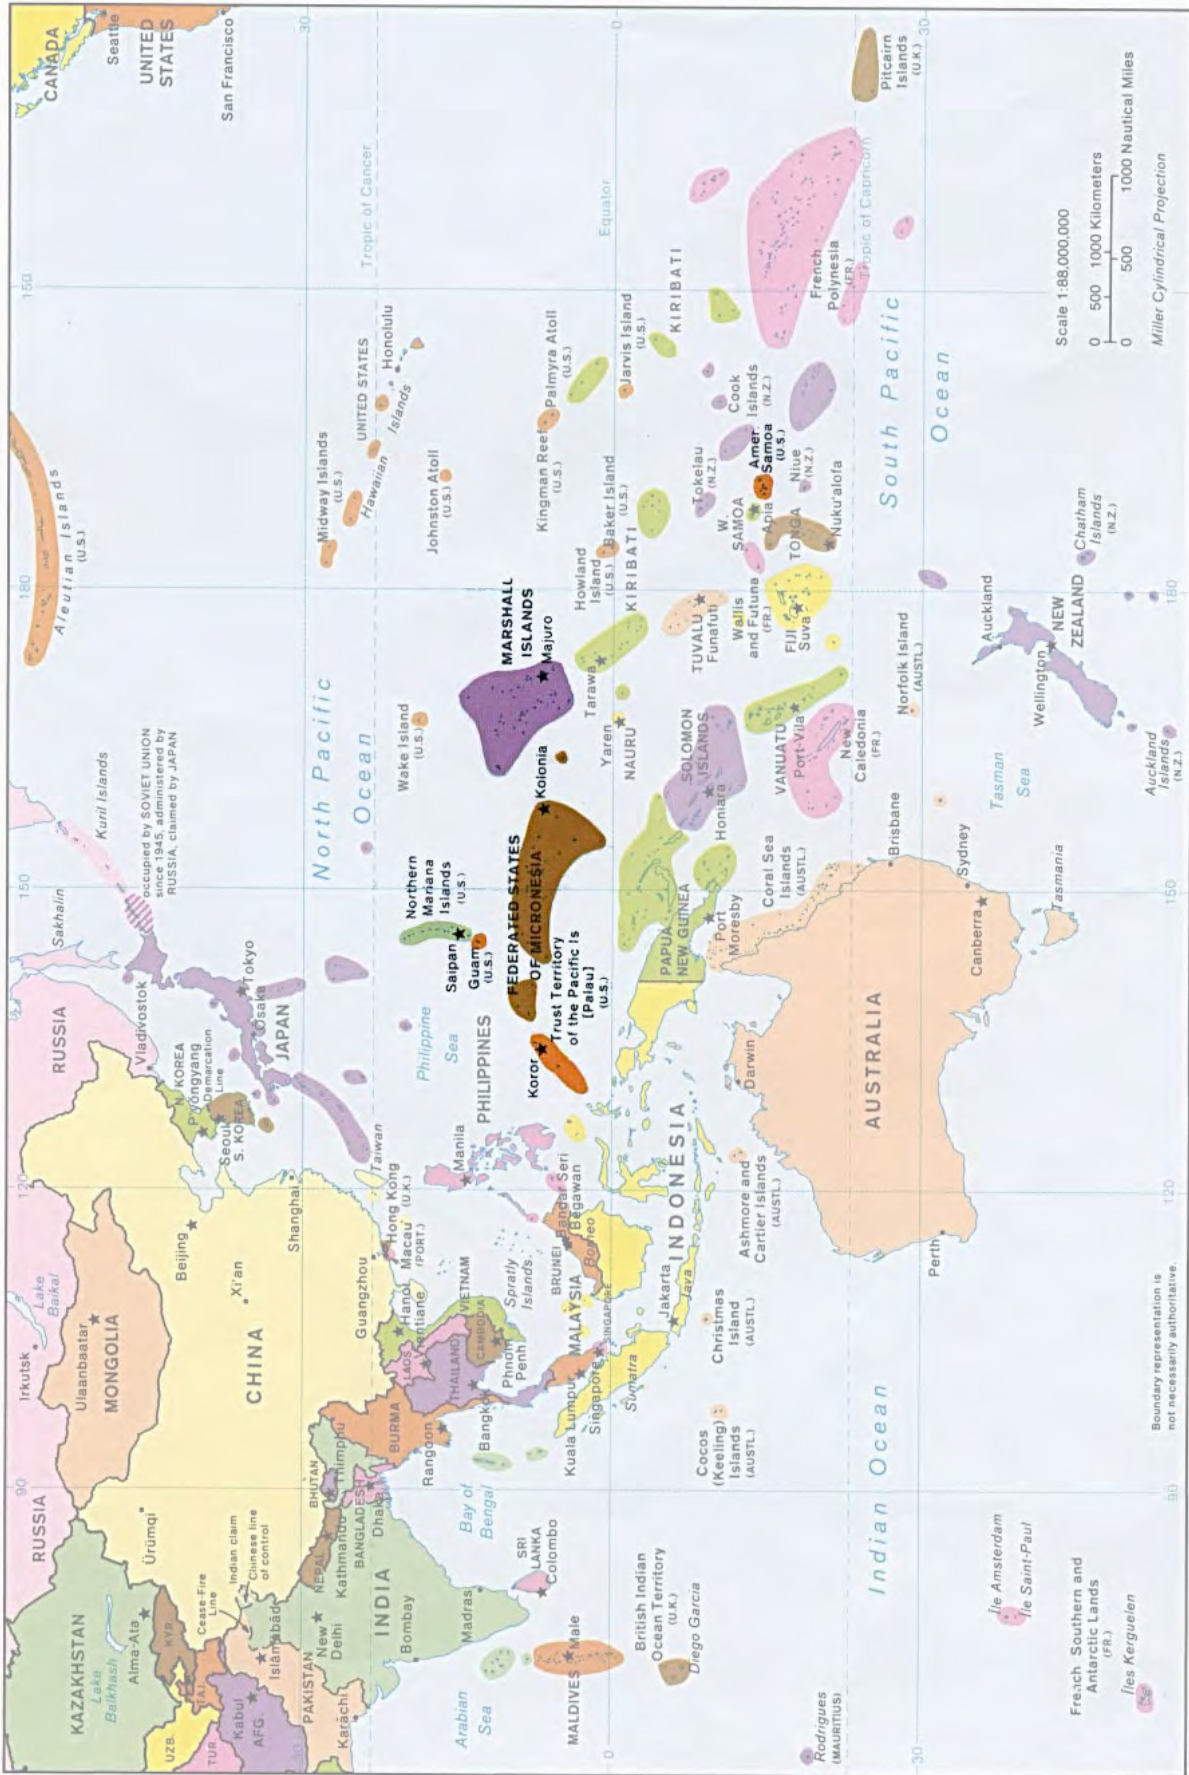 CANADA
Seattle
UNITED
STATES
San Francisco
Aleutian Islands
(U.S.)
Midway Islands
(U.S.)
UNITED STATES
Hawaiian
Islands
Honolulu
Tropic of Cancer
Johnston Atoll
(U.S.)
150
180
150
120
90
30
0
30
Kuril Islands
Sakhalin
occupied by SOVIET UNION
since 1945, administered by
RUSSIA, claimed by JAPAN
North Pacific
Ocean
Wake Island
(U.S.)
MARSHALL
ISLANDS
Majuro
Kingman Reef
(U.S.)
Palmyra Atoll
(U.S.)
Equator
Howland
Island
(U.S.)
Baker Island
(U.S.)
Jarvis Island
(U.S.)
KIRIBATI
KIRIBATI
Tarawa
Yaren
NAURU
Kolonia
FEDERATED STATES
OF MICRONESIA
Northern
Mariana
Islands
(U.S.)
Saipan
Guam
(U.S.)
Koror
Trust Territory
of the Pacific Is
[Palau]
(U.S.)
Philippine
Sea
PHILIPPINES
Manila
RUSSIA
Vladivostok
N. KOREA
P'yongyang
Demarcation
Line
Seoul
S. KOREA
JAPAN
Tokyo
Osaka
Taiwan
RUSSIA
Lake
Baikal
Irkutsk
Ulaanbaatar
MONGOLIA
Beijing
CHINA
Xi'an
Shanghai
Guangzhou
Hong Kong
(U.K.)
Macau
(PORT.)
Ürümqi
KAZAKHSTAN
Lake
Balkhash
Alma-Ata
KYR.
UZB.
TAJ.
TUR.
Kabul
AFG.
Cease-Fire
Line
Indian claim
Chinese line
of control
Islāmābād
PAKISTAN
Karāchi
New
Delhi
INDIA
Bombay
Madras
NEPAL
Kathmandu
BHUTAN
Thimphu
BANGLADESH
Dhaka
BURMA
Rangoon
LAOS
Hanoi
Vientiane
THAILAND
Bangkok
CAMBODIA
Phnom
Penh
VIETNAM
Spratly
Islands
BRUNEI
Bandar Seri
Begawan
MALAYSIA
Kuala Lumpur
SINGAPORE
Singapore
Borneo
Sumatra
Jakarta
Java
INDONESIA
Arabian
Sea
Bay of
Bengal
SRI
LANKA
Colombo
MALDIVES
Male
British Indian
Ocean Territory
(U.K.)
Diego Garcia
Cocos
(Keeling)
Islands
(AUSTL.)
Christmas
Island
(AUSTL.)
Ashmore and
Cartier Islands
(AUSTL.)
Darwin
PAPUA
NEW GUINEA
Port
Moresby
Coral Sea
Islands
(AUSTL.)
SOLOMON
ISLANDS
Honiara
VANUATU
Port-Vila
New
Caledonia
(FR.)
TUVALU
Funafuti
Wallis
and Futuna
(FR.)
FIJI
Suva
Tokelau
(N.Z.)
W.
SAMOA
Apia
Amer.
Samoa
(U.S.)
TONGA
Nuku'alofa
Niue
(N.Z.)
Cook
Islands
(N.Z.)
French
Polynesia
(FR.)
Tropic of Capricorn
Pitcairn
Islands
(U.K.)
South Pacific
Ocean
Norfolk Island
(AUSTL.)
Auckland
NEW
ZEALAND
Wellington
Chatham
Islands
(N.Z.)
Auckland
Islands
(N.Z.)
Tasman
Sea
Tasmania
AUSTRALIA
Brisbane
Sydney
Canberra
Perth
Indian Ocean
Rodrigues
(MAURITIUS)
Île Amsterdam
Île Saint-Paul
French Southern and
Antarctic Lands
(FR.)
Îles Kerguelen
Boundary representation is
not necessarily authoritative.
Scale 1:88,000,000
0 500 1000 Kilometers
0 500 1000 Nautical Miles
Miller Cylindrical Projection